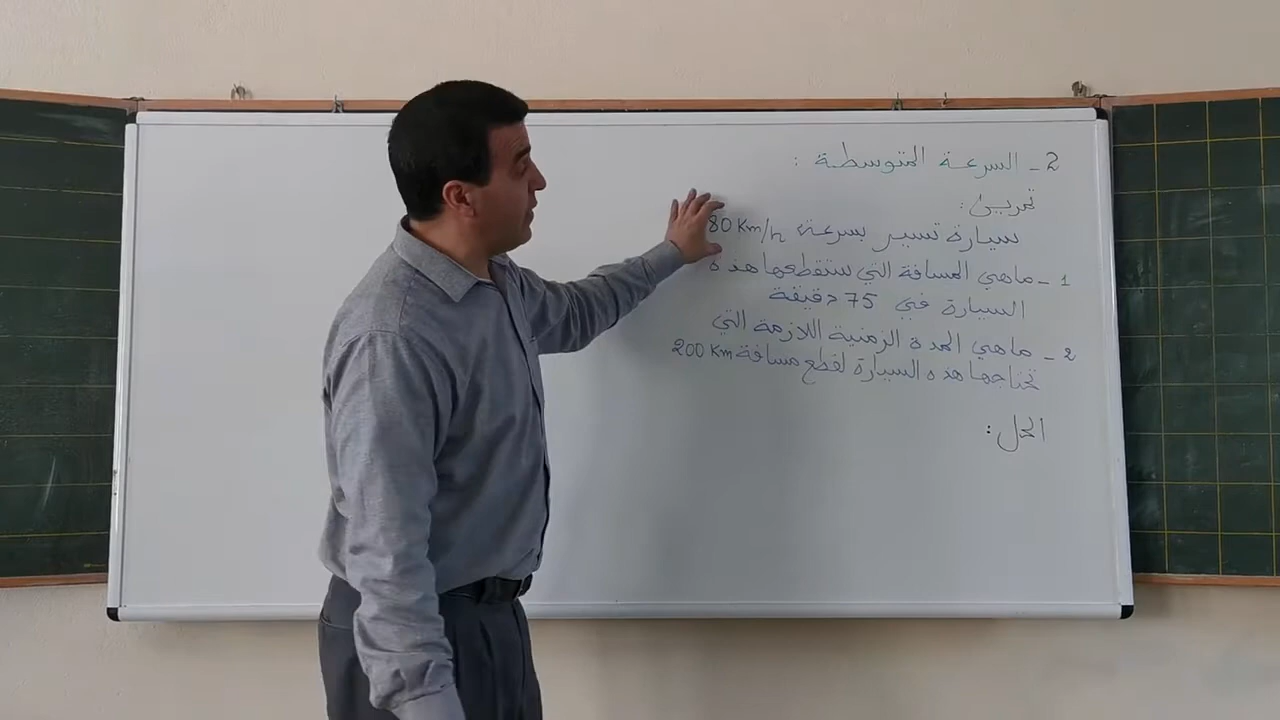 2 - السرعة المتوسطة :
تمرين :
سيارة تسير بسرعة 80 Km/h
1 - ماهي المسافة التي ستقطعها هذه
السيارة في 75 دقيقة
2 - ماهي المدة الزمنية اللازمة التي
تحتاجها هذه السيارة لقطع مسافة 200 Km
الحل :